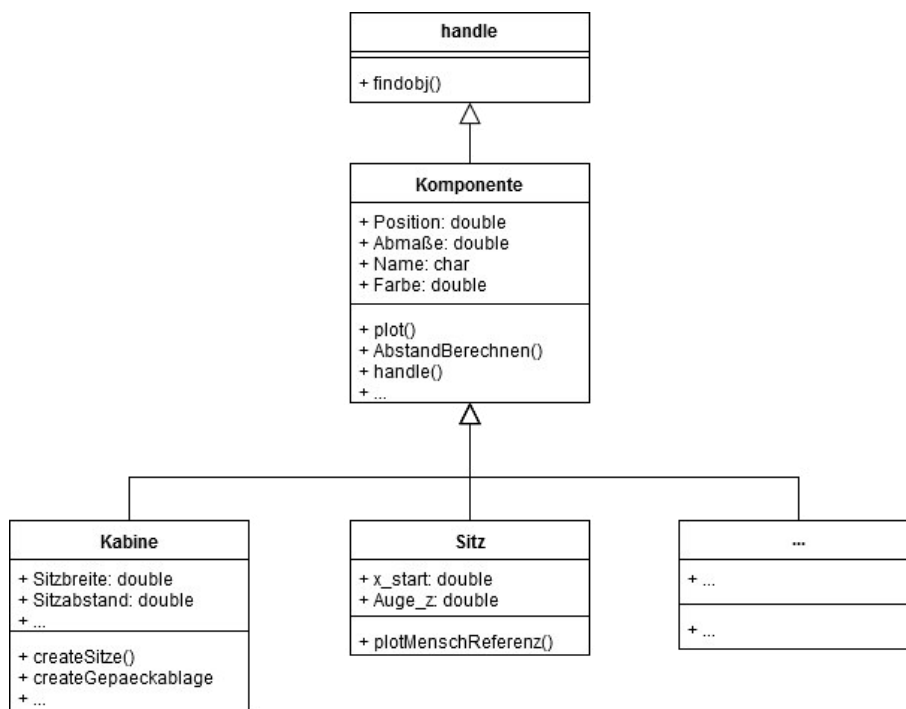 handle
+ findobj()
Komponente
+ Position: double
+ Abmaße: double
+ Name: char
+ Farbe: double
+ plot()
+ AbstandBerechnen()
+ handle()
+ ...
Kabine
+ Sitzbreite: double
+ Sitzabstand: double
+ ...
+ createSitze()
+ createGepaeckablage
+ ...
Sitz
+ x_start: double
+ Auge_z: double
+ plotMenschReferenz()
...
+ ...
+ ...